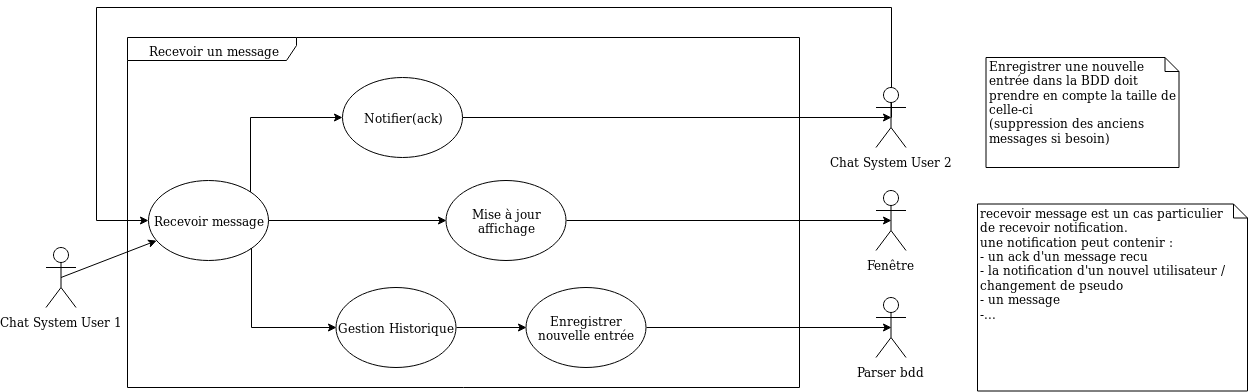 Recevoir un message
Notifier(ack)
Recevoir message
Mise à jour
affichage
Gestion Historique
Enregistrer
nouvelle entrée
Chat System User 1
Chat System User 2
Fenêtre
Parser bdd
Enregistrer une nouvelle
entrée dans la BDD doit
prendre en compte la taille de
celle-ci
(suppression des anciens
messages si besoin)
recevoir message est un cas particulier
de recevoir notification.
une notification peut contenir :
- un ack d'un message recu
- la notification d'un nouvel utilisateur /
changement de pseudo
- un message
-...